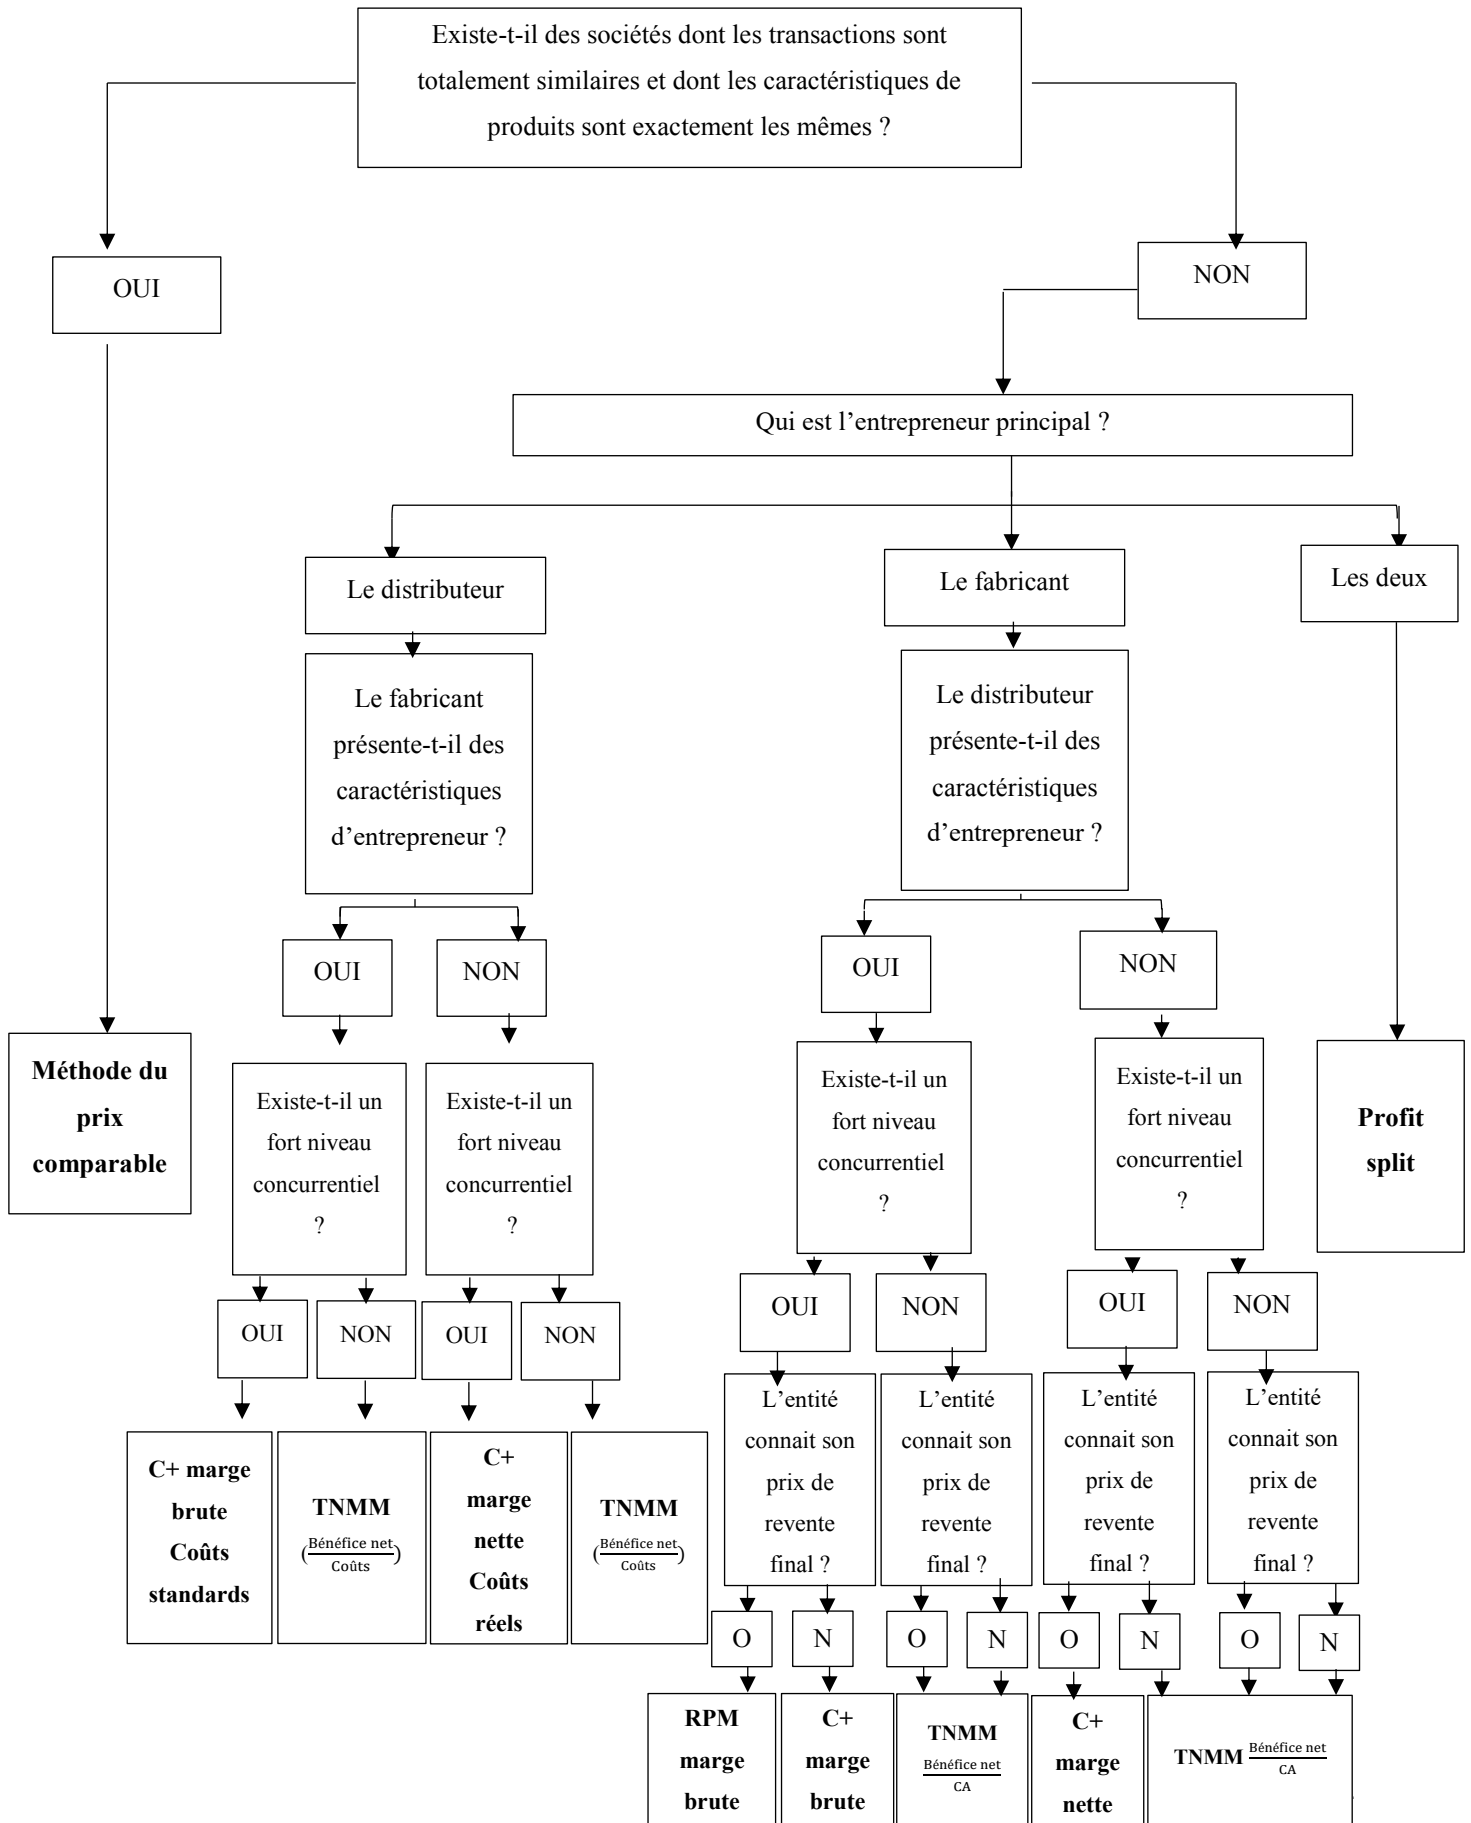 Existe-t-il des sociétés dont les transactions sont
totalement similaires et dont les caractéristiques de
produits sont exactement les mêmes ?
OUI
NON
Qui est l’entrepreneur principal ?
Le distributeur
Le fabricant
Les deux
Le fabricant
présente-t-il des
caractéristiques
d’entrepreneur ?
Le distributeur
présente-t-il des
caractéristiques
d’entrepreneur ?
OUI
NON
OUI
NON
Méthode du
prix
comparable
Existe-t-il un
fort niveau
concurrentiel
?
Existe-t-il un
fort niveau
concurrentiel
?
Existe-t-il un
fort niveau
concurrentiel
?
Existe-t-il un
fort niveau
concurrentiel
?
Profit
split
OUI
NON
OUI
NON
OUI
NON
OUI
NON
L’entité
connait son
prix de
revente
final ?
L’entité
connait son
prix de
revente
final ?
L’entité
connait son
prix de
revente
final ?
L’entité
connait son
prix de
revente
final ?
C+ marge
brute
Coûts
standards
TNMM
(Bénéfice net
Coûts)
C+
marge
nette
Coûts
réels
TNMM
(Bénéfice net
Coûts)
O
N
O
N
O
N
O
N
RPM
marge
brute
C+
marge
brute
TNMM
Bénéfice net
CA
C+
marge
nette
TNMM Bénéfice net
CA